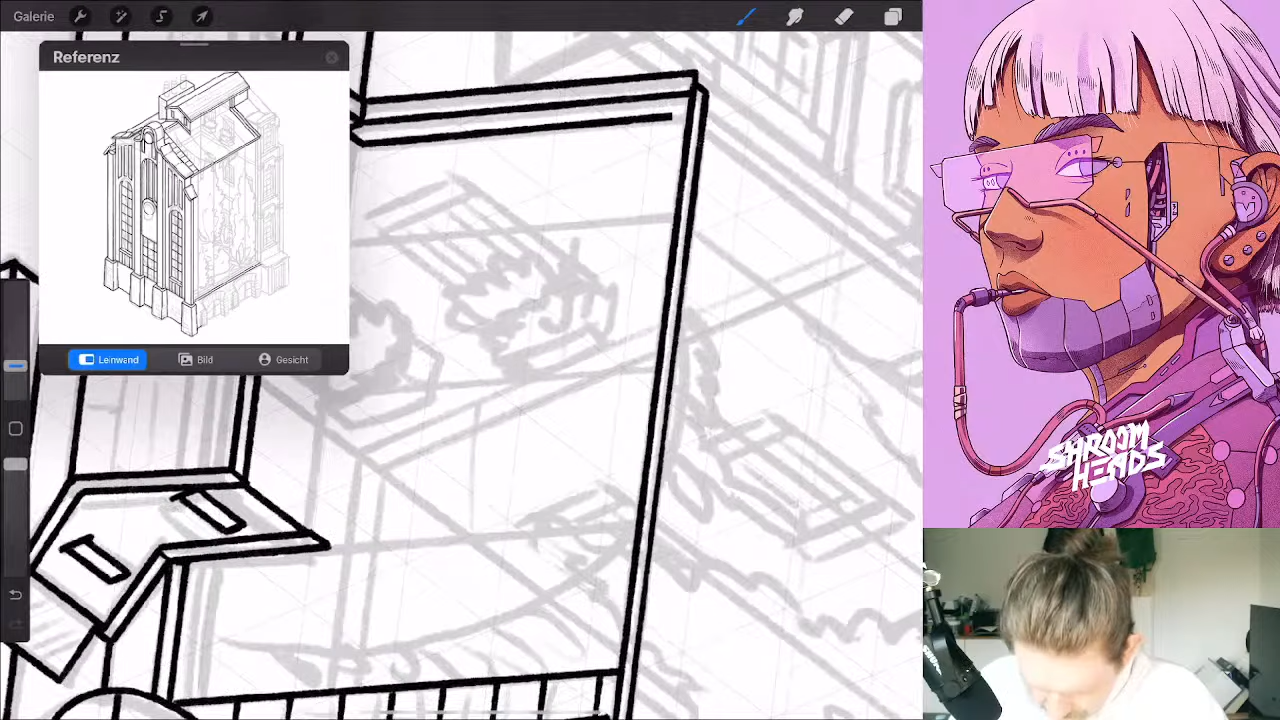 Galerie
Referenz
Leinwand
Bild
Gesicht
SHROOM
HEADS